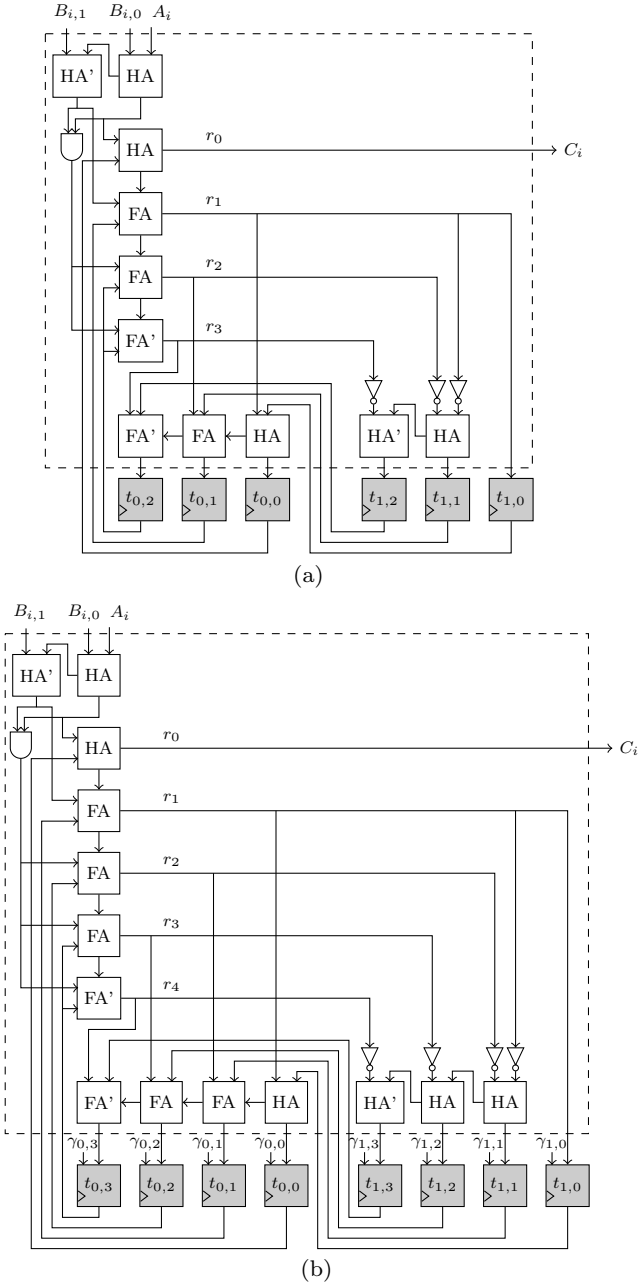 B_{i,1} B_{i,0} A_i
HA' HA
HA r_0 C_i
FA r_1
FA r_2
FA' r_3
FA' FA HA HA' HA
t_{0,2} t_{0,1} t_{0,0} t_{1,2} t_{1,1} t_{1,0}
(a)
B_{i,1} B_{i,0} A_i
HA' HA
HA r_0 C_i
FA r_1
FA r_2
FA r_3
FA' r_4
FA' FA FA HA HA' HA HA
γ_{0,3} γ_{0,2} γ_{0,1} γ_{0,0} γ_{1,3} γ_{1,2} γ_{1,1} γ_{1,0}
t_{0,3} t_{0,2} t_{0,1} t_{0,0} t_{1,3} t_{1,2} t_{1,1} t_{1,0}
(b)